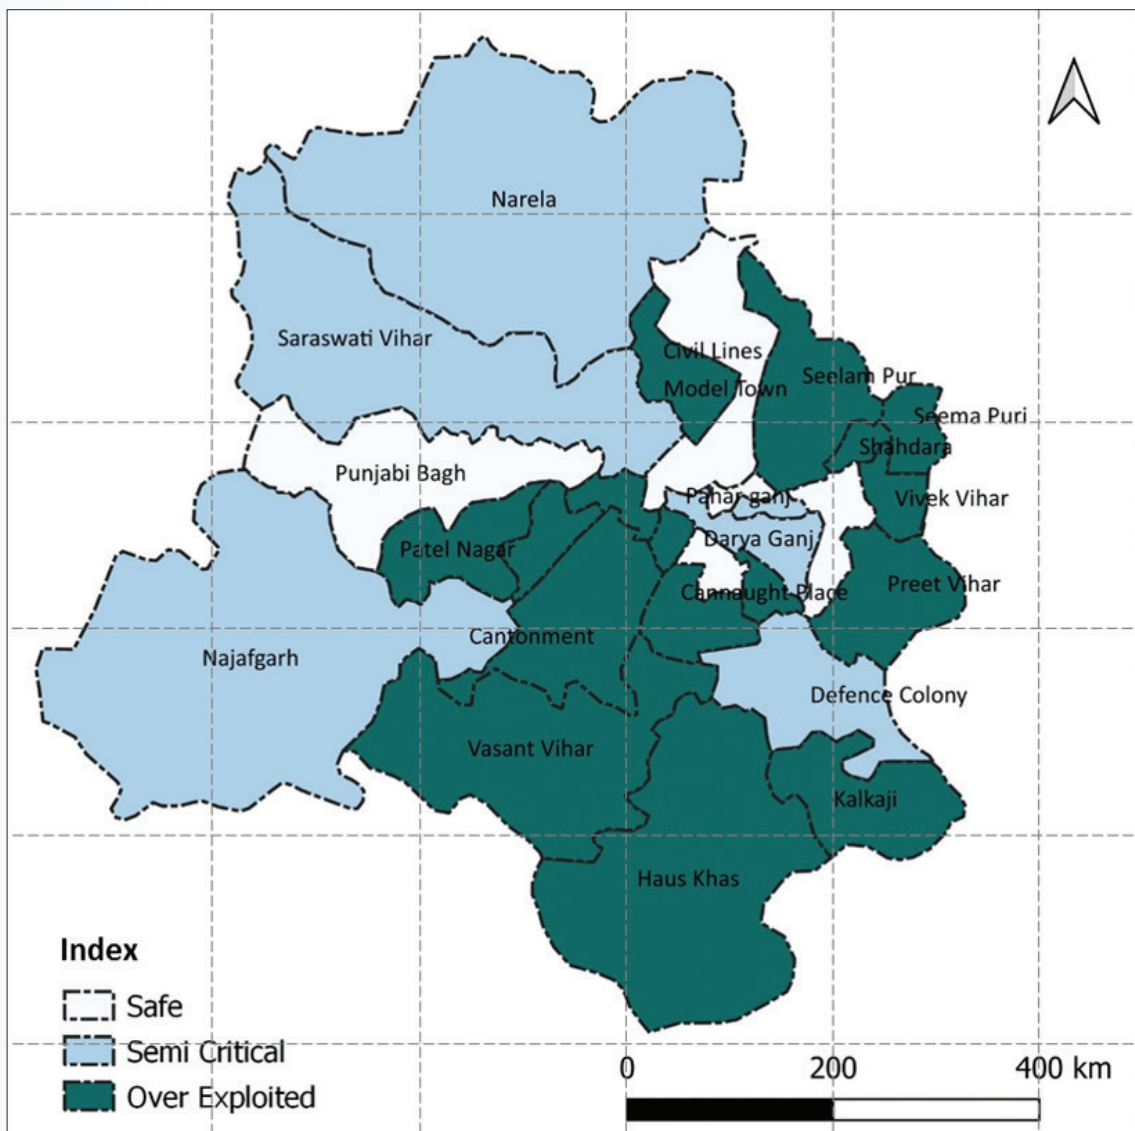 Narela
Saraswati Vihar
Civil Lines
Model Town
Seelam Pur
Seema Puri
Shahdara
Punjabi Bagh
Pahar ganj
Vivek Vihar
Darya Ganj
Patel Nagar
Cannaught Place
Preet Vihar
Cantonment
Najafgarh
Defence Colony
Vasant Vihar
Kalkaji
Haus Khas
Index
Safe
Semi Critical
Over Exploited
0 200 400 km